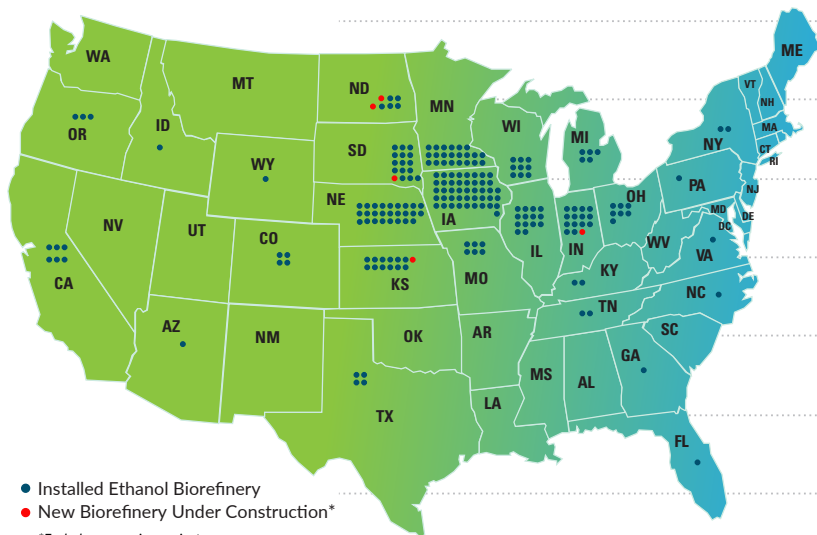 WA
ME
MT
ND
VT
MN
NH
OR
ID
WI
MA
SD
MI
NY
CT
WY
RI
PA
NE
OH
NJ
IA
MD
DE
NV
CO
DC
UT
IL
IN
WV
VA
CA
KS
MO
KY
NC
AZ
TN
NM
OK
AR
SC
GA
MS
AL
LA
TX
FL
Installed Ethanol Biorefinery
New Biorefinery Under Construction*